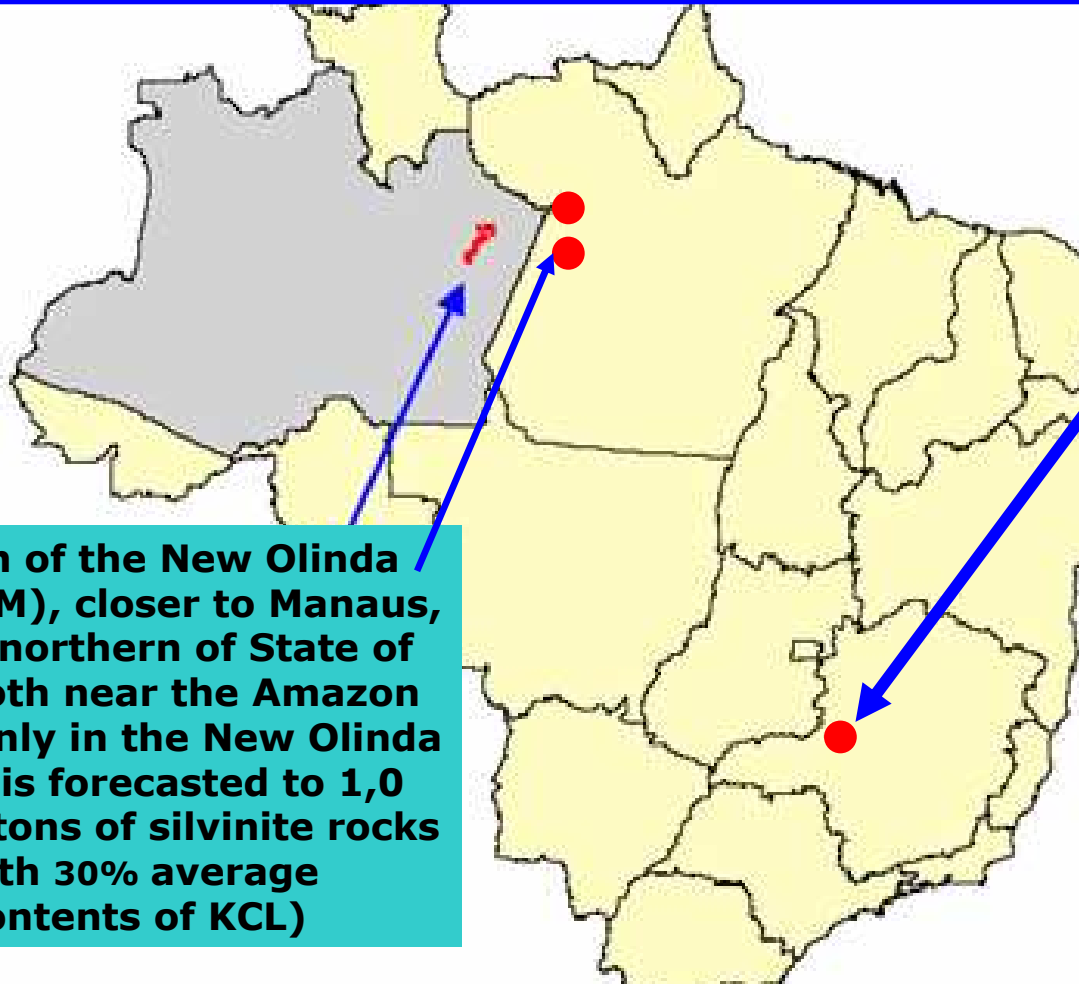 n of the New Olinda
M), closer to Manaus,
northern of State of
oth near the Amazon
nly in the New Olinda
is forecasted to 1,0
tons of silvinite rocks
th 30% average
ontents of KCL)